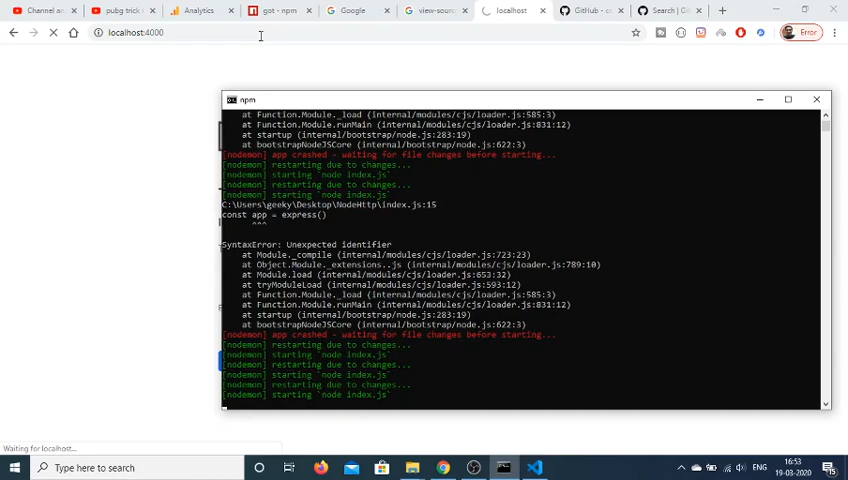 Channel an
pubg trick
Analytics
got - npm
Google
view-sourc
localhost
GitHub - c
Search | Gi
localhost:4000
Error
npm
at Function.Module._load (internal/modules/cjs/loader.js:585:3)
at Function.Module.runMain (internal/modules/cjs/loader.js:831:12)
at startup (internal/bootstrap/node.js:283:19)
at bootstrapNodeJSCore (internal/bootstrap/node.js:622:3)
[nodemon] app crashed - waiting for file changes before starting...
[nodemon] restarting due to changes...
[nodemon] starting `node index.js`
[nodemon] restarting due to changes...
[nodemon] starting `node index.js`
C:\Users\geeky\Desktop\NodeHttp\index.js:15
const app = express()
^^^
SyntaxError: Unexpected identifier
at Module._compile (internal/modules/cjs/loader.js:723:23)
at Object.Module._extensions..js (internal/modules/cjs/loader.js:789:10)
at Module.load (internal/modules/cjs/loader.js:653:32)
at tryModuleLoad (internal/modules/cjs/loader.js:593:12)
at Function.Module._load (internal/modules/cjs/loader.js:585:3)
at Function.Module.runMain (internal/modules/cjs/loader.js:831:12)
at startup (internal/bootstrap/node.js:283:19)
at bootstrapNodeJSCore (internal/bootstrap/node.js:622:3)
[nodemon] app crashed - waiting for file changes before starting...
[nodemon] restarting due to changes...
[nodemon] starting `node index.js`
[nodemon] restarting due to changes...
[nodemon] starting `node index.js`
[nodemon] restarting due to changes...
[nodemon] starting `node index.js`
Waiting for localhost...
Type here to search
ENG
16:53
19-03-2020